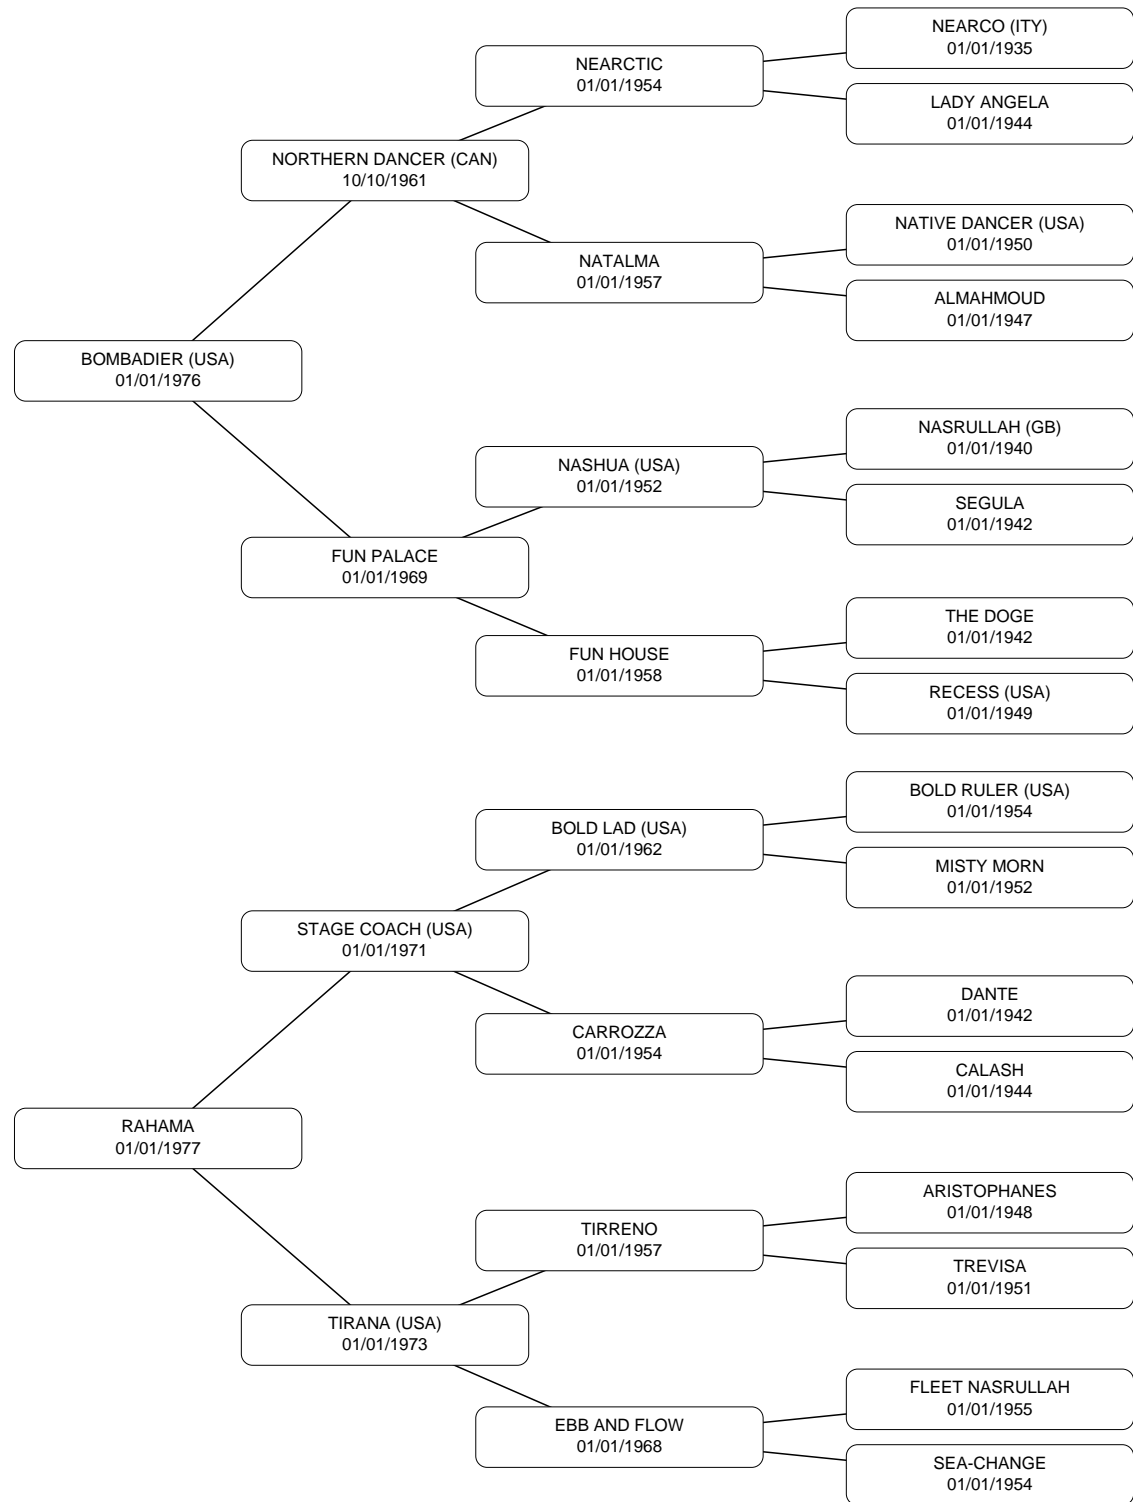 NEARCO (ITY)
01/01/1935
NEARCTIC
01/01/1954
LADY ANGELA
01/01/1944
NORTHERN DANCER (CAN)
10/10/1961
NATIVE DANCER (USA)
01/01/1950
NATALMA
01/01/1957
ALMAHMOUD
01/01/1947
BOMBADIER (USA)
01/01/1976
NASRULLAH (GB)
01/01/1940
NASHUA (USA)
01/01/1952
SEGULA
01/01/1942
FUN PALACE
01/01/1969
THE DOGE
01/01/1942
FUN HOUSE
01/01/1958
RECESS (USA)
01/01/1949
BOLD RULER (USA)
01/01/1954
BOLD LAD (USA)
01/01/1962
MISTY MORN
01/01/1952
STAGE COACH (USA)
01/01/1971
DANTE
01/01/1942
CARROZZA
01/01/1954
CALASH
01/01/1944
RAHAMA
01/01/1977
ARISTOPHANES
01/01/1948
TIRRENO
01/01/1957
TREVISA
01/01/1951
TIRANA (USA)
01/01/1973
FLEET NASRULLAH
01/01/1955
EBB AND FLOW
01/01/1968
SEA-CHANGE
01/01/1954